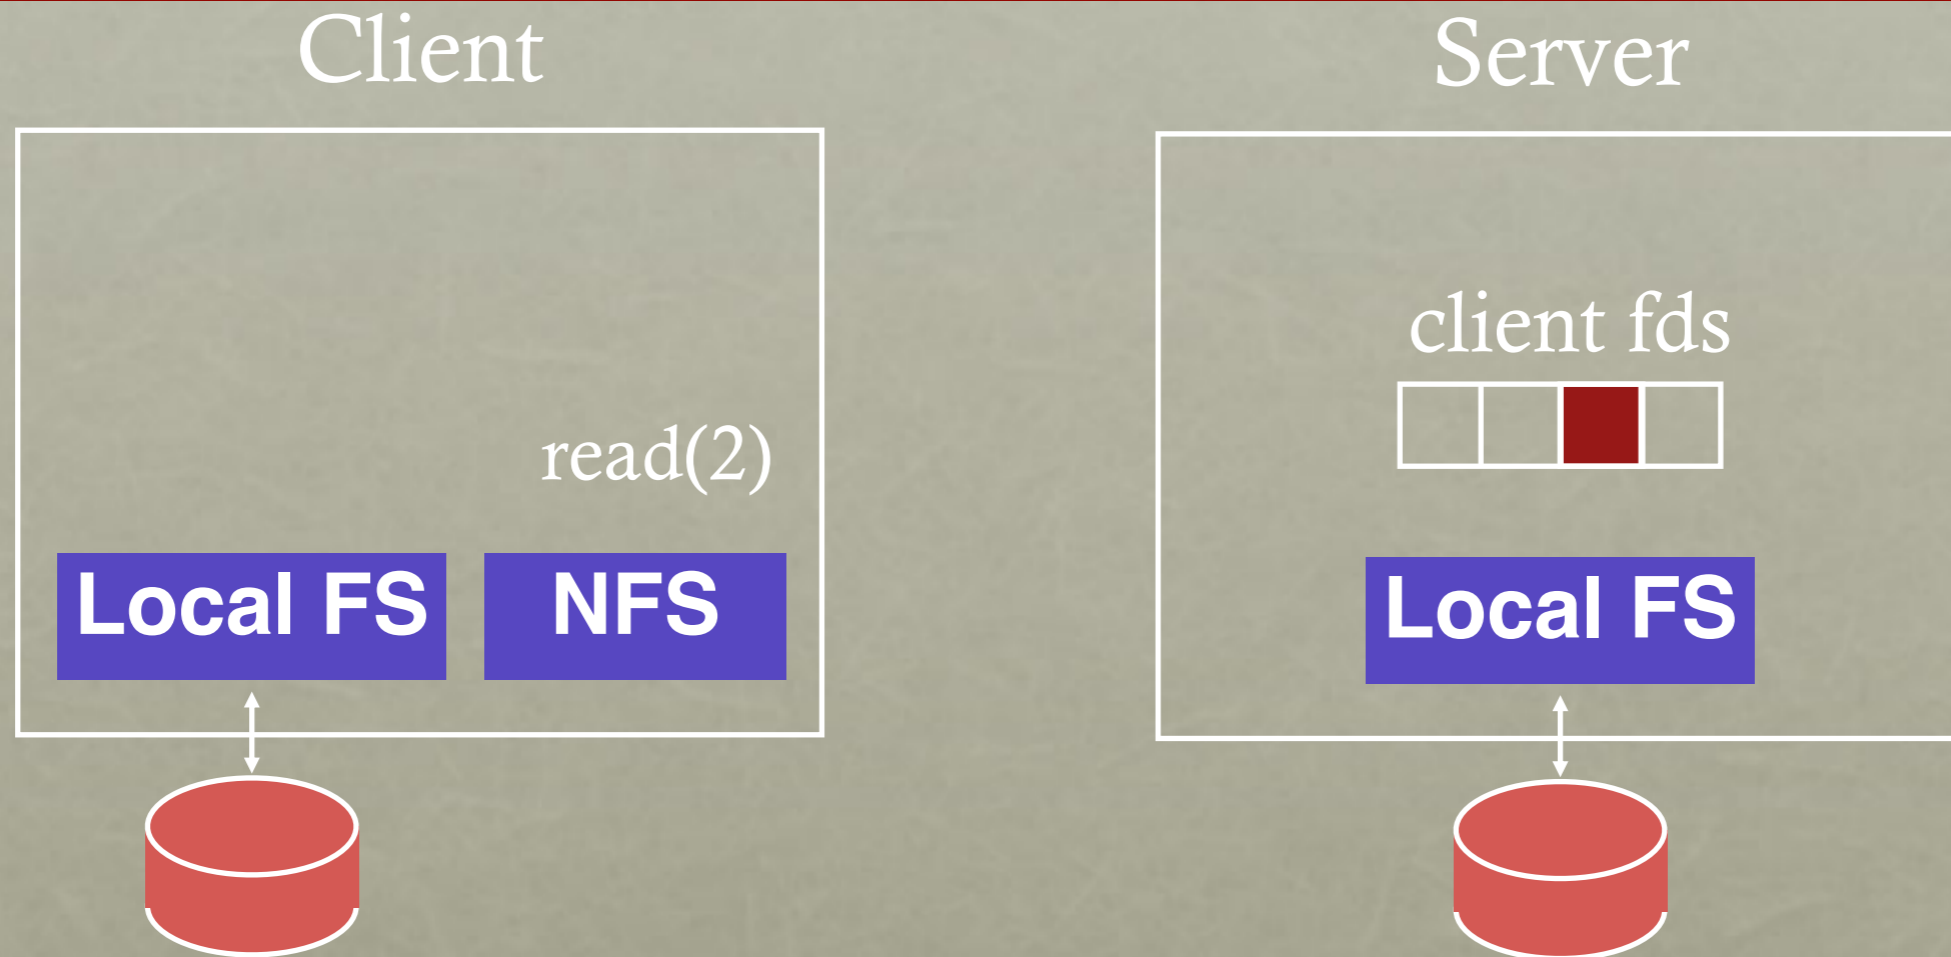 Client
Server
client fds
read(2)
Local FS
NFS
Local FS